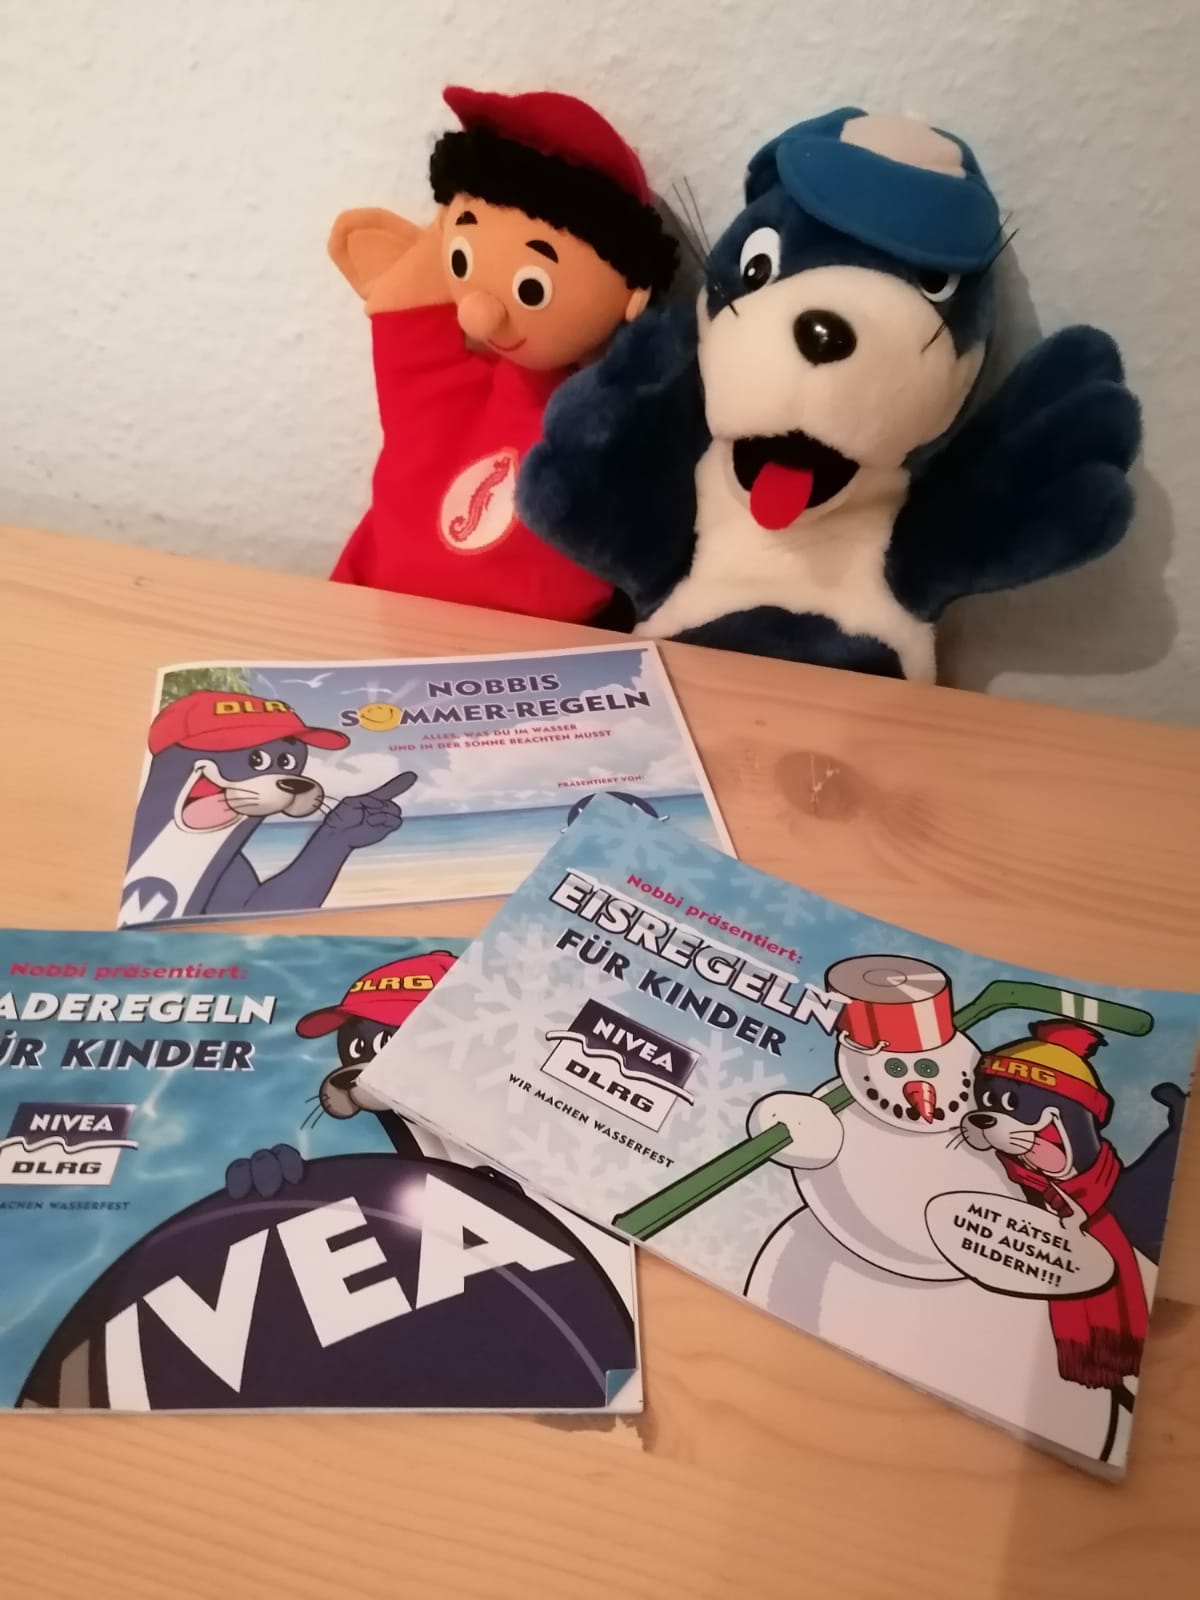 NOBBIS
SOMMER-REGELN
ALLES, WAS DU IM WASSER
UND IN DER SONNE BEACHTEN MUSST
PRÄSENTIERT VON:
DLR
N
Nobbi präsentiert:
EISREGELN
FÜR KINDER
NIVEA
DLRG
WIR MACHEN WASSERFEST
DLRG
MIT RÄTSEL
UND AUSMAL-
BILDERN!!!
Nobbi präsentiert:
ADEREGELN
ÜR KINDER
NIVEA
DLRG
ACHEN WASSERFEST
DLRG
IVEA